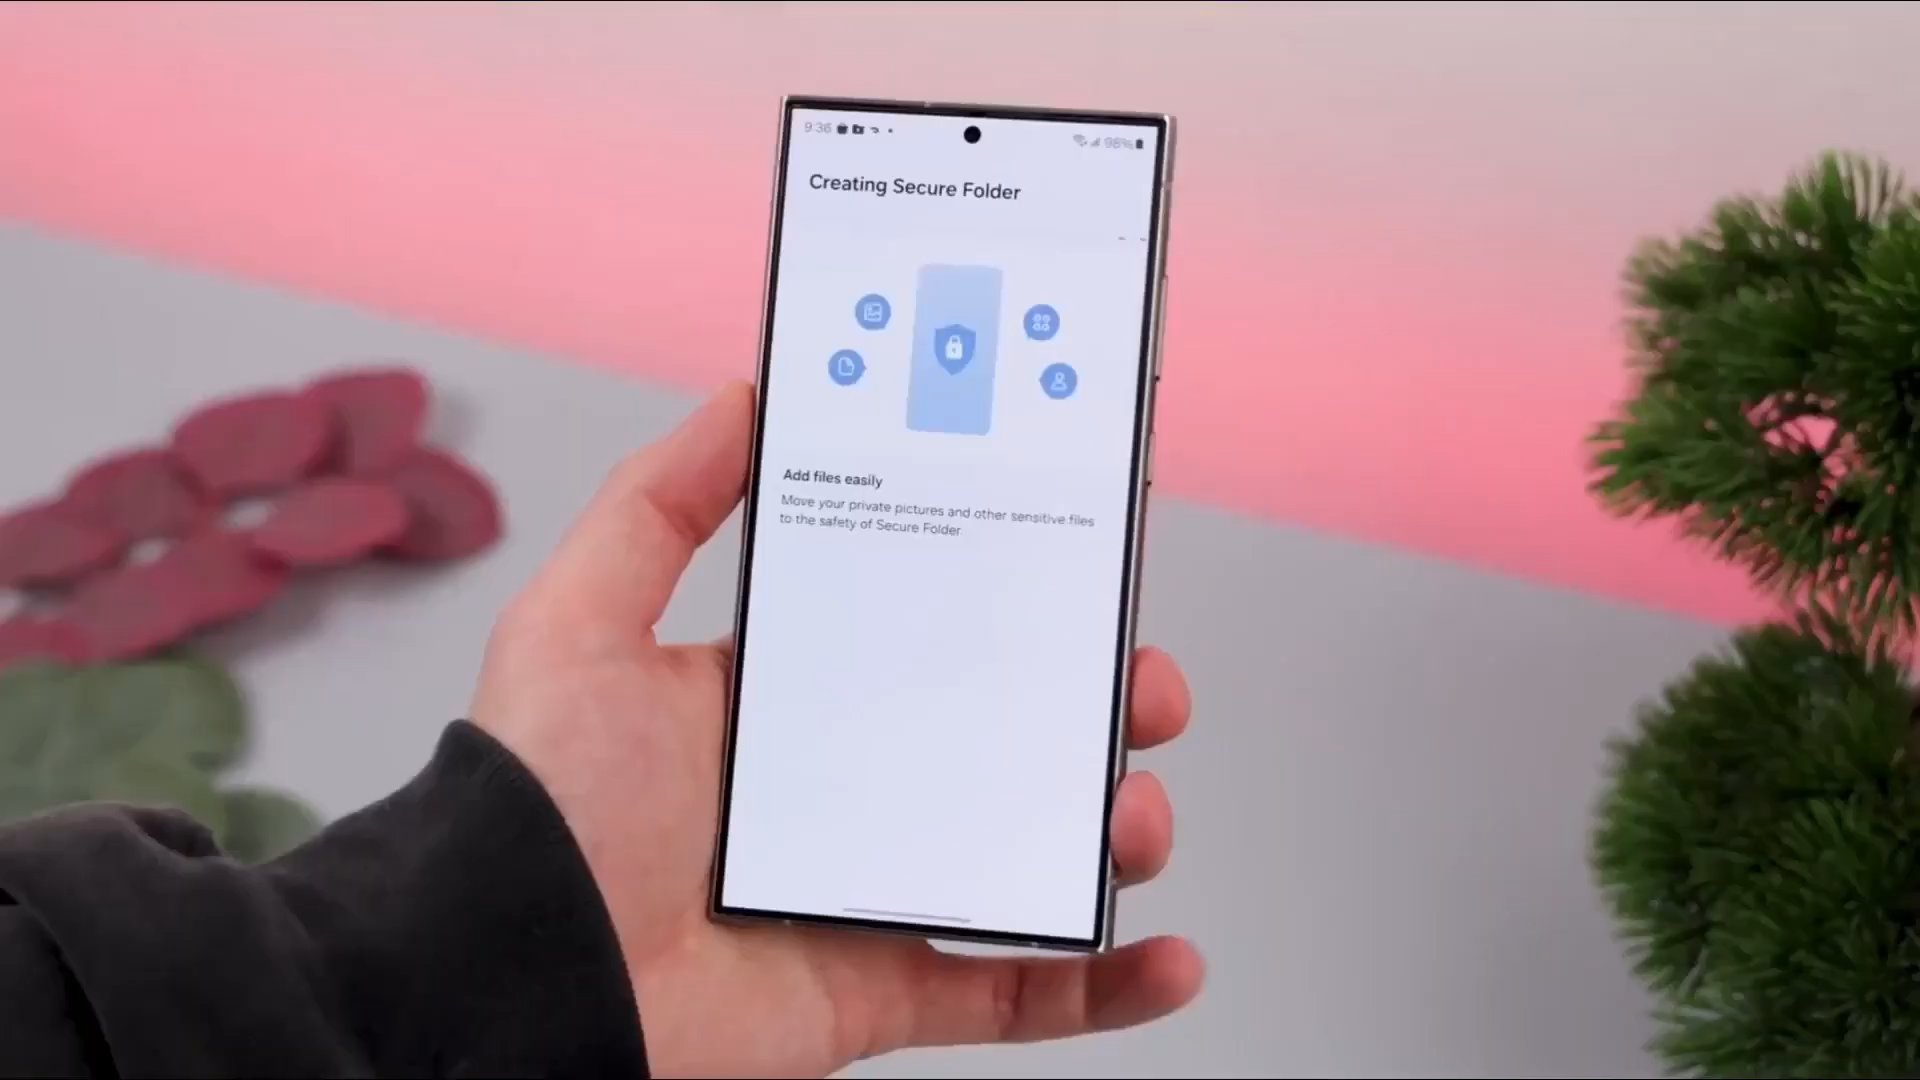 9:36
98%
Creating Secure Folder
Add files easily
Move your private pictures and other sensitive files
to the safety of Secure Folder.